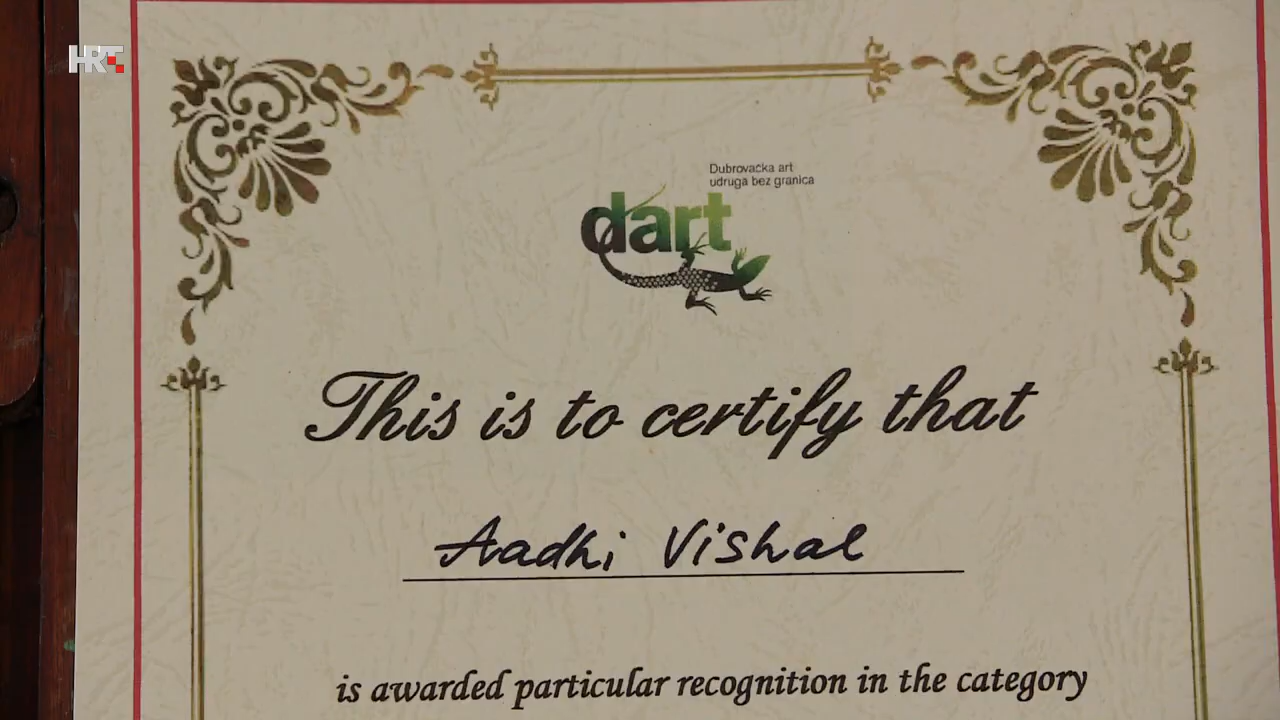 HRT
Dubrovačka art
udruga bez granica
dart
This is to certify that
Aadhi Vishal
is awarded particular recognition in the category